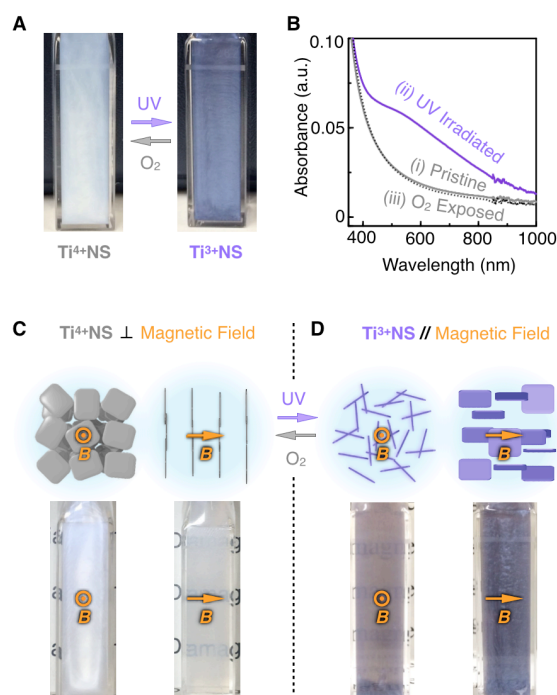 A
UV
O₂
Ti⁴⁺NS
Ti³⁺NS
B
Absorbance (a.u.)
0.10
0.05
0
400
600
800
1000
Wavelength (nm)
(ii) UV Irradiated
(i) Pristine
(iii) O₂ Exposed
C
Ti⁴⁺NS ⊥ Magnetic Field
D
Ti³⁺NS // Magnetic Field
B
B
UV
O₂
B
B
B
B
B
B